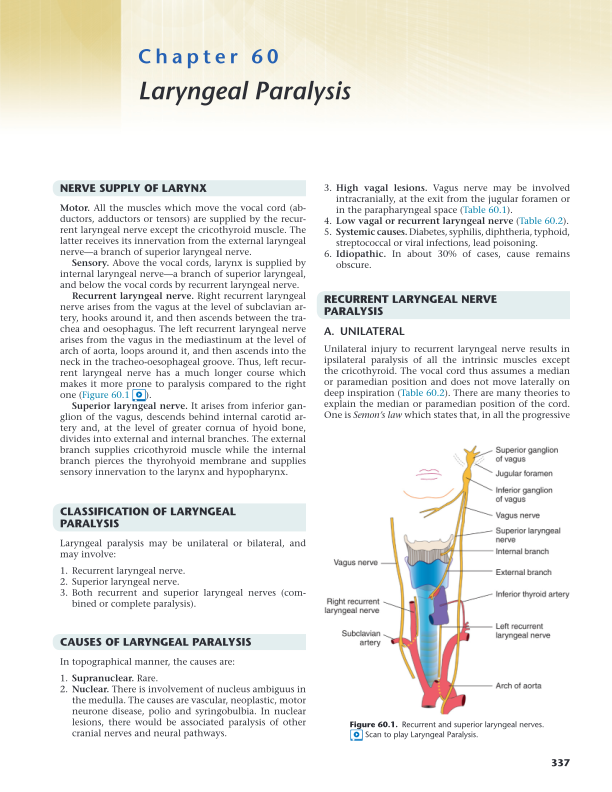 Chapter 60
Laryngeal Paralysis
NERVE SUPPLY OF LARYNX
Motor. All the muscles which move the vocal cord (ab-
ductors, adductors or tensors) are supplied by the recur-
rent laryngeal nerve except the cricothyroid muscle. The
latter receives its innervation from the external laryngeal
nerve—a branch of superior laryngeal nerve.
Sensory. Above the vocal cords, larynx is supplied by
internal laryngeal nerve—a branch of superior laryngeal,
and below the vocal cords by recurrent laryngeal nerve.
Recurrent laryngeal nerve. Right recurrent laryngeal
nerve arises from the vagus at the level of subclavian ar-
tery, hooks around it, and then ascends between the tra-
chea and oesophagus. The left recurrent laryngeal nerve
arises from the vagus in the mediastinum at the level of
arch of aorta, loops around it, and then ascends into the
neck in the tracheo-oesophageal groove. Thus, left recur-
rent laryngeal nerve has a much longer course which
makes it more prone to paralysis compared to the right
one (Figure 60.1 ).
Superior laryngeal nerve. It arises from inferior gan-
glion of the vagus, descends behind internal carotid ar-
tery and, at the level of greater cornua of hyoid bone,
divides into external and internal branches. The external
branch supplies cricothyroid muscle while the internal
branch pierces the thyrohyoid membrane and supplies
sensory innervation to the larynx and hypopharynx.
CLASSIFICATION OF LARYNGEAL
PARALYSIS
Laryngeal paralysis may be unilateral or bilateral, and
may involve:
1. Recurrent laryngeal nerve.
2. Superior laryngeal nerve.
3. Both recurrent and superior laryngeal nerves (com-
bined or complete paralysis).
CAUSES OF LARYNGEAL PARALYSIS
In topographical manner, the causes are:
1. Supranuclear. Rare.
2. Nuclear. There is involvement of nucleus ambiguus in
the medulla. The causes are vascular, neoplastic, motor
neurone disease, polio and syringobulbia. In nuclear
lesions, there would be associated paralysis of other
cranial nerves and neural pathways.
3. High vagal lesions. Vagus nerve may be involved
intracranially, at the exit from the jugular foramen or
in the parapharyngeal space (Table 60.1).
4. Low vagal or recurrent laryngeal nerve (Table 60.2).
5. Systemic causes. Diabetes, syphilis, diphtheria, typhoid,
streptococcal or viral infections, lead poisoning.
6. Idiopathic. In about 30% of cases, cause remains
obscure.
RECURRENT LARYNGEAL NERVE
PARALYSIS
A. UNILATERAL
Unilateral injury to recurrent laryngeal nerve results in
ipsilateral paralysis of all the intrinsic muscles except
the cricothyroid. The vocal cord thus assumes a median
or paramedian position and does not move laterally on
deep inspiration (Table 60.2). There are many theories to
explain the median or paramedian position of the cord.
One is Semon's law which states that, in all the progressive
Superior ganglion
of vagus
Jugular foramen
Inferior ganglion
of vagus
Vagus nerve
Superior laryngeal
nerve
Internal branch
External branch
Inferior thyroid artery
Left recurrent
laryngeal nerve
Arch of aorta
Vagus nerve
Right recurrent
laryngeal nerve
Subclavian
artery
Figure 60.1. Recurrent and superior laryngeal nerves.
Scan to play Laryngeal Paralysis.
337